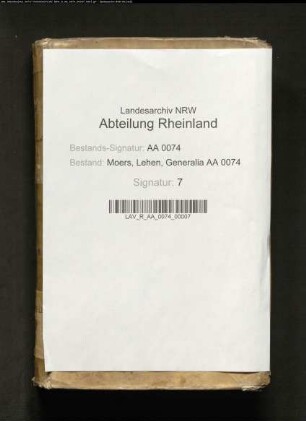 Landesarchiv NRW
Abteilung Rheinland
Bestands-Signatur: AA 0074
Bestand: Moers, Lehen, Generalia AA 0074
Signatur: 7
LAV_R_AA_0074_00007